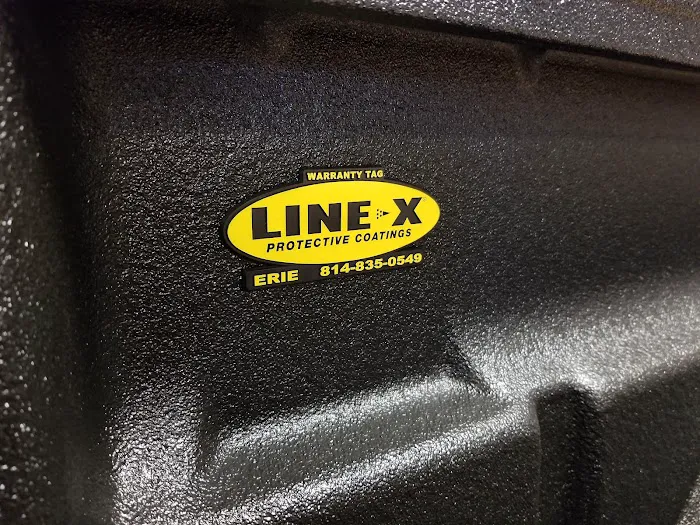 WARRANTY TAG
LINE-X
PROTECTIVE COATINGS
ERIE 814-835-0549